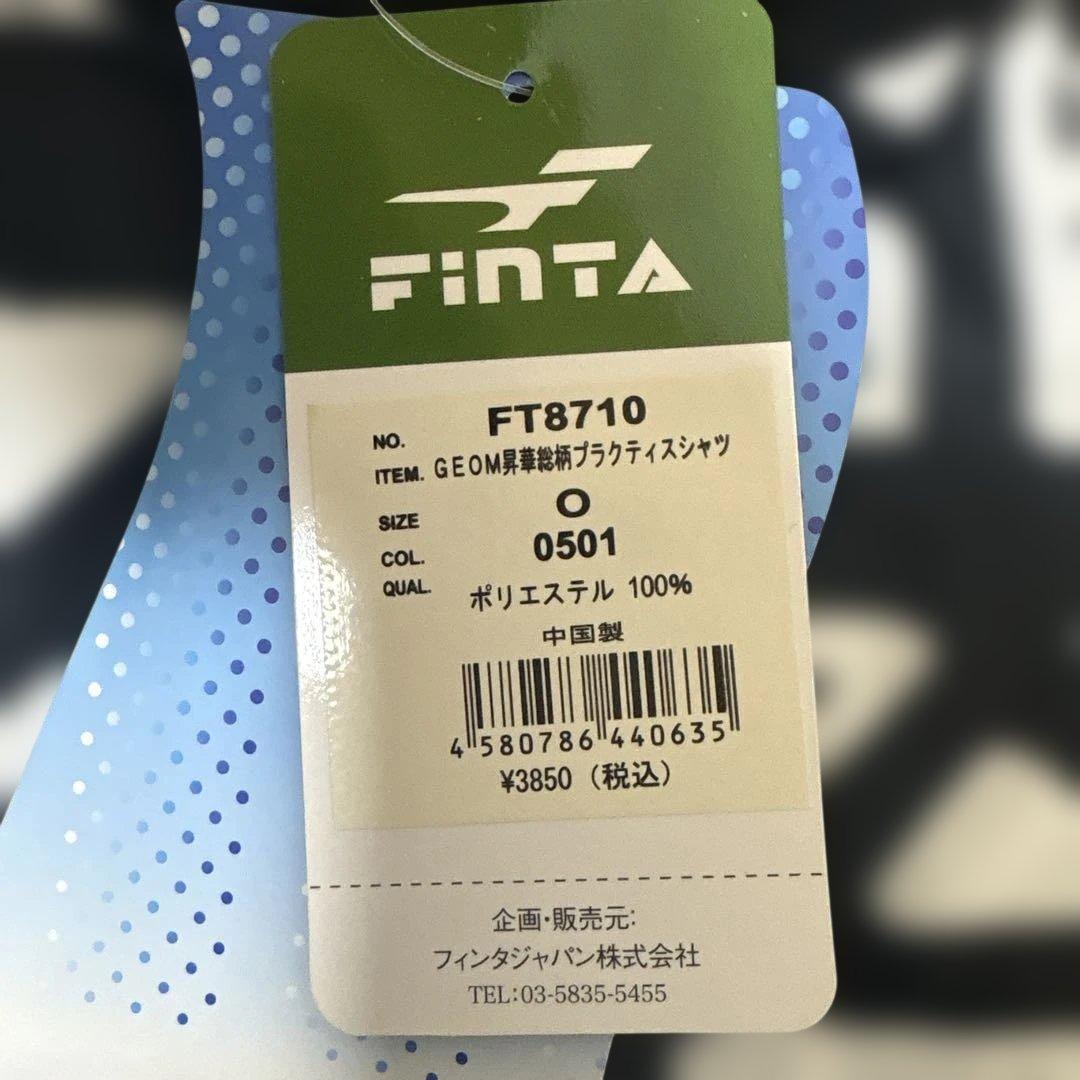 FINTA
NO. FT8710
ITEM. GEOM昇華総柄プラクティスシャツ
SIZE O
COL. 0501
QUAL. ポリエステル 100%
中国製
4 580786 440635
¥3850（税込）
企画・販売元:
フィンタジャパン株式会社
TEL:03-5835-5455